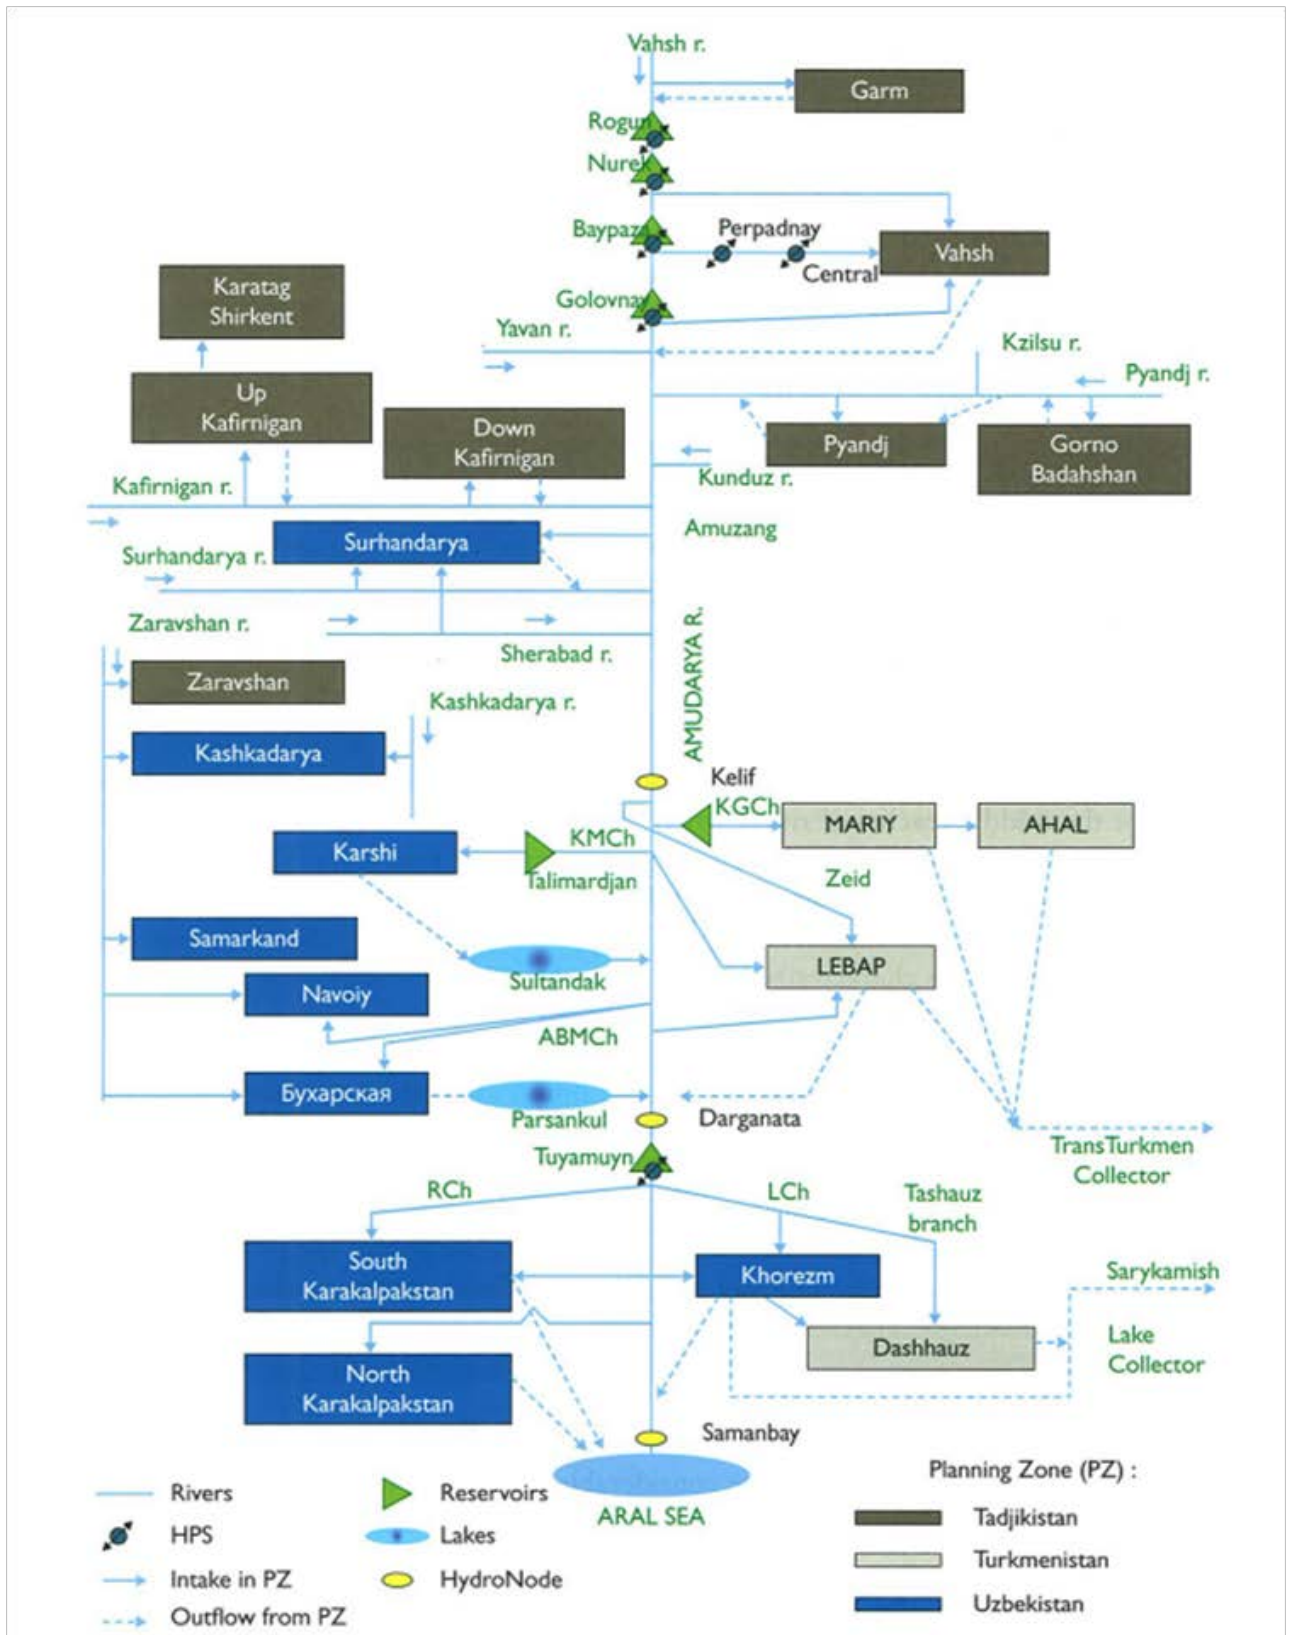 Vahsh r.
Garm
Rogun
Nurek
Baypaza
Perpadnay
Vahsh
Central
Karatag
Shirkent
Golovnay
Yavan r.
Kzilsu r.
Pyandj r.
Up
Kafirnigan
Down
Kafirnigan
Pyandj
Gorno
Badahshan
Kunduz r.
Kafirnigan r.
Amuzang
Surhandarya
Surhandarya r.
Zaravshan r.
Sherabad r.
AMUDARYA R.
Zaravshan
Kashkadarya r.
Kashkadarya
Kelif
KGCh
MARIY
AHAL
KMCh
Karshi
Talimardjan
Zeid
Samarkand
LEBAP
Sultandak
Navoiy
ABMCh
Бухарская
Parsankul
Darganata
Tuyamuyn
TransTurkmen
Collector
RCh
LCh
Tashauz
branch
South
Karakalpakstan
Khorezm
Sarykamish
Dashhauz
Lake
Collector
North
Karakalpakstan
Samanbay
ARAL SEA
Rivers
HPS
Intake in PZ
Outflow from PZ
Reservoirs
Lakes
HydroNode
Planning Zone (PZ) :
Tadjikistan
Turkmenistan
Uzbekistan